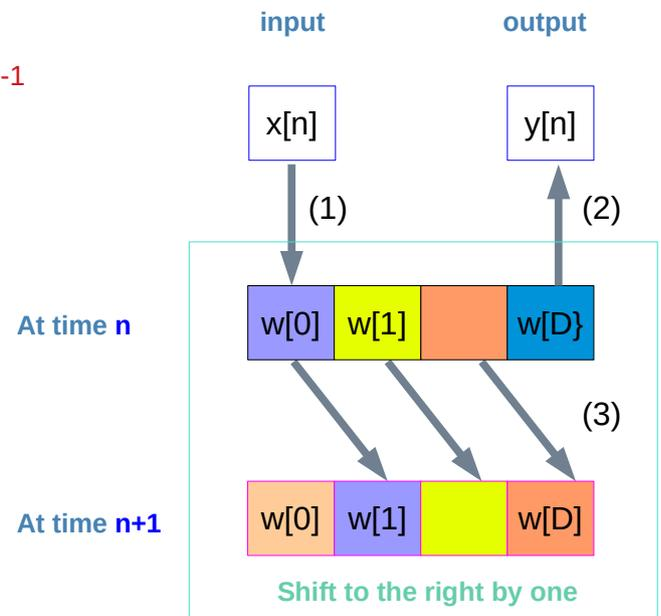 input output
-1
x[n] y[n]
(1) (2)
At time n w[0] w[1] w[D}
(3)
At time n+1 w[0] w[1] w[D]
Shift to the right by one